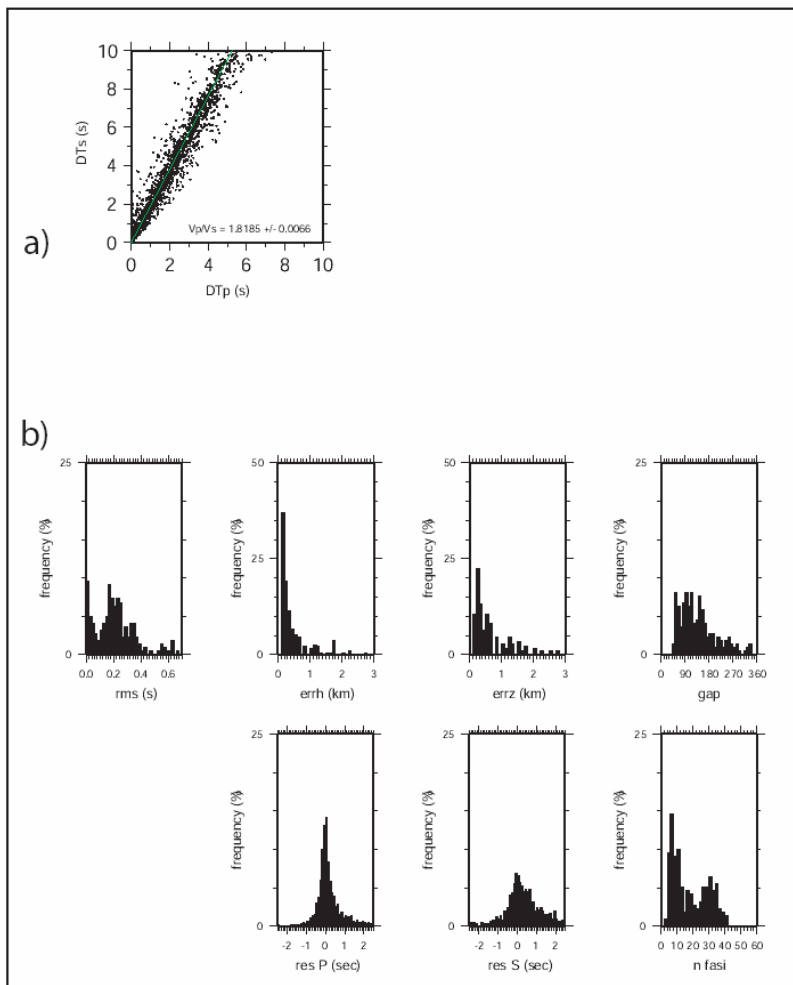 a)
10
8
6
4
2
0
DTs (s)
Vp/Vs = 1.8185 +/- 0.0066
0 2 4 6 8 10
DTp (s)
b)
25
0
frequency (%)
0.0 0.2 0.4 0.6
rms (s)
50
25
0
frequency (%)
0 1 2 3
errh (km)
50
25
0
frequency (%)
0 1 2 3
errz (km)
25
0
frequency (%)
0 90 180 270 360
gap
25
0
frequency (%)
-2 -1 0 1 2
res P (sec)
25
0
frequency (%)
-2 -1 0 1 2
res S (sec)
25
0
frequency (%)
0 10 20 30 40 50 60
n fasi